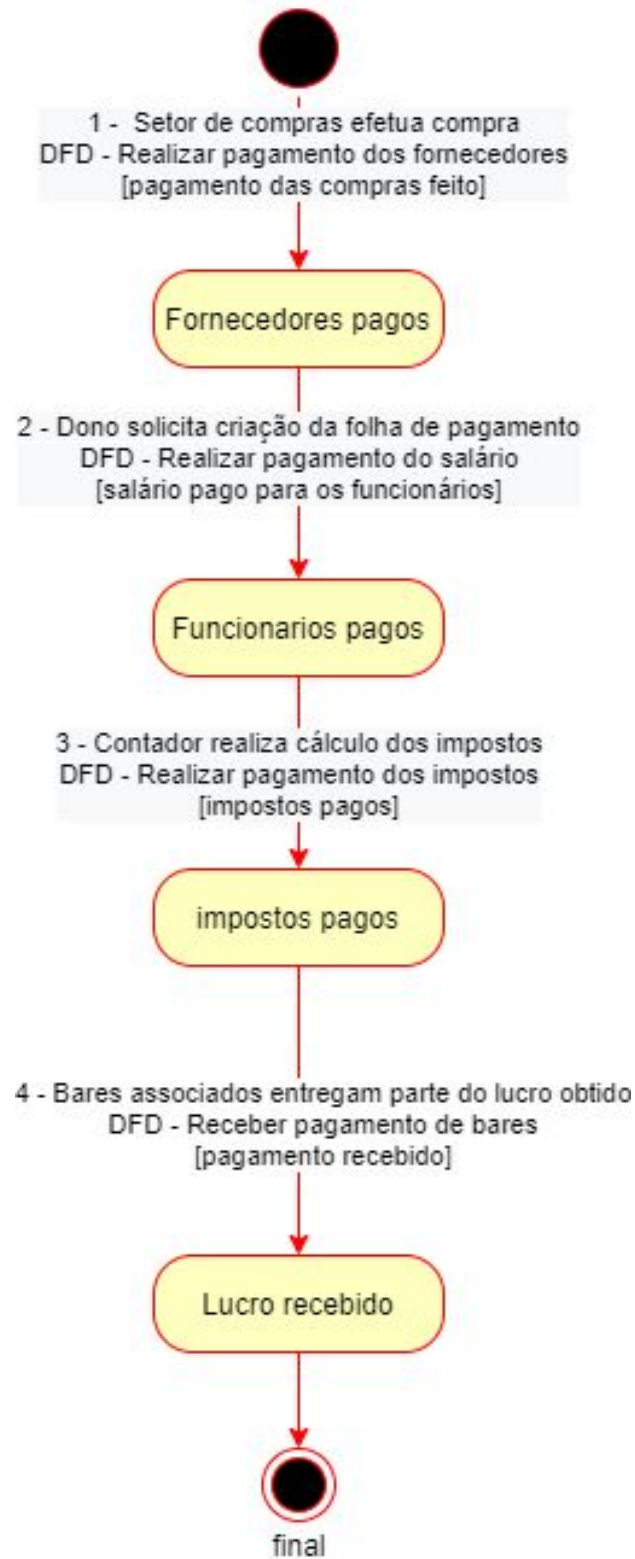 1 - Setor de compras efetua compra
DFD - Realizar pagamento dos fornecedores
[pagamento das compras feito]
Fornecedores pagos
2 - Dono solicita criação da folha de pagamento
DFD - Realizar pagamento do salário
[salário pago para os funcionários]
Funcionarios pagos
3 - Contador realiza cálculo dos impostos
DFD - Realizar pagamento dos impostos
[impostos pagos]
impostos pagos
4 - Bares associados entregam parte do lucro obtido
DFD - Receber pagamento de bares
[pagamento recebido]
Lucro recebido
final